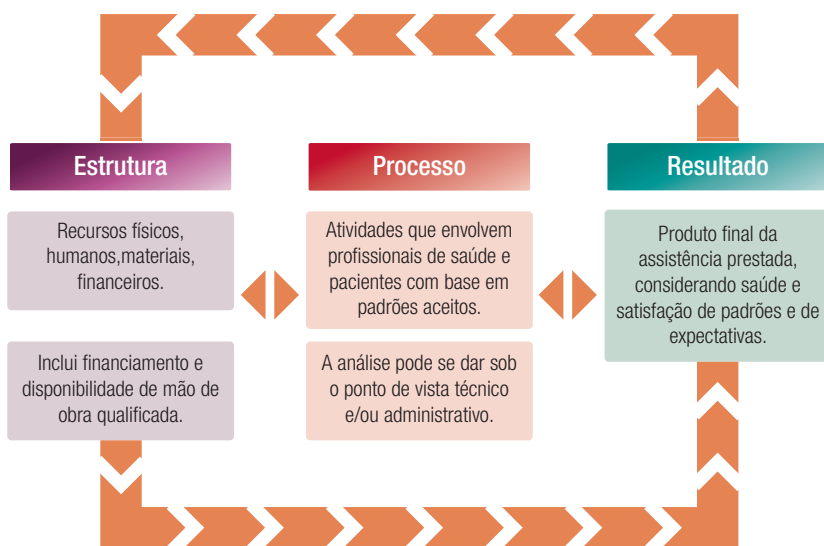 Estrutura
Recursos físicos,
humanos,materiais,
financeiros.
Inclui financiamento e
disponibilidade de mão de
obra qualificada.
Processo
Atividades que envolvem
profissionais de saúde e
pacientes com base em
padrões aceitos.
A análise pode se dar sob
o ponto de vista técnico
e/ou administrativo.
Resultado
Produto final da
assistência prestada,
considerando saúde e
satisfação de padrões e de
expectativas.